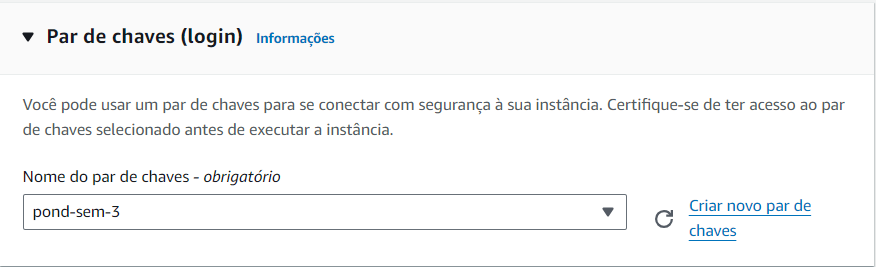 Par de chaves (login) Informações
Você pode usar um par de chaves para se conectar com segurança à sua instância. Certifique-se de ter acesso ao par
de chaves selecionado antes de executar a instância.
Nome do par de chaves - obrigatório
pond-sem-3
Criar novo par de
chaves